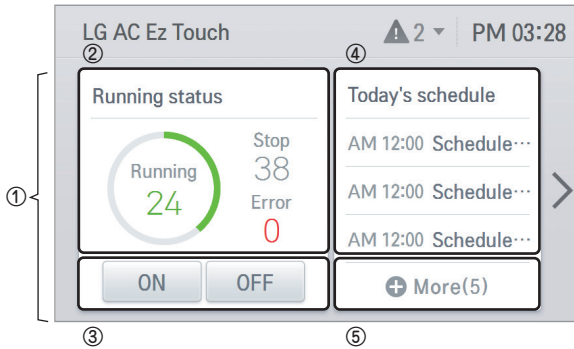 LG AC Ez Touch
2
PM 03:28
②
④
①
Running status
Running
24
Stop
38
Error
0
ON
OFF
Today's schedule
AM 12:00 Schedule···
AM 12:00 Schedule···
AM 12:00 Schedule···
More(5)
③
⑤